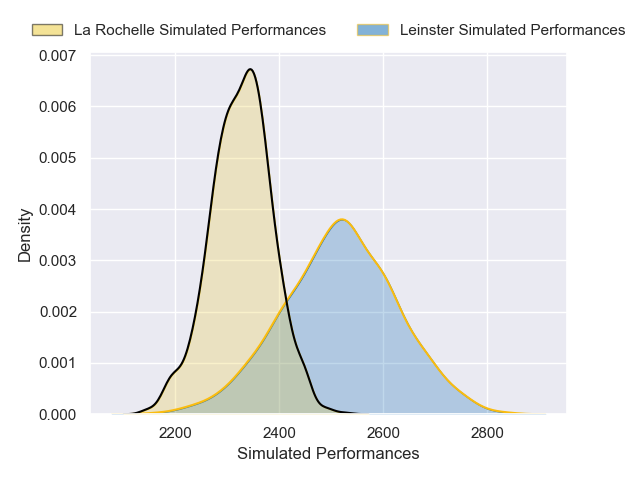 La Rochelle Simulated Performances Leinster Simulated Performances
0.007
0.006
0.005
0.004
0.003
0.002
0.001
0.000
Density
2200 2400 2600 2800
Simulated Performances